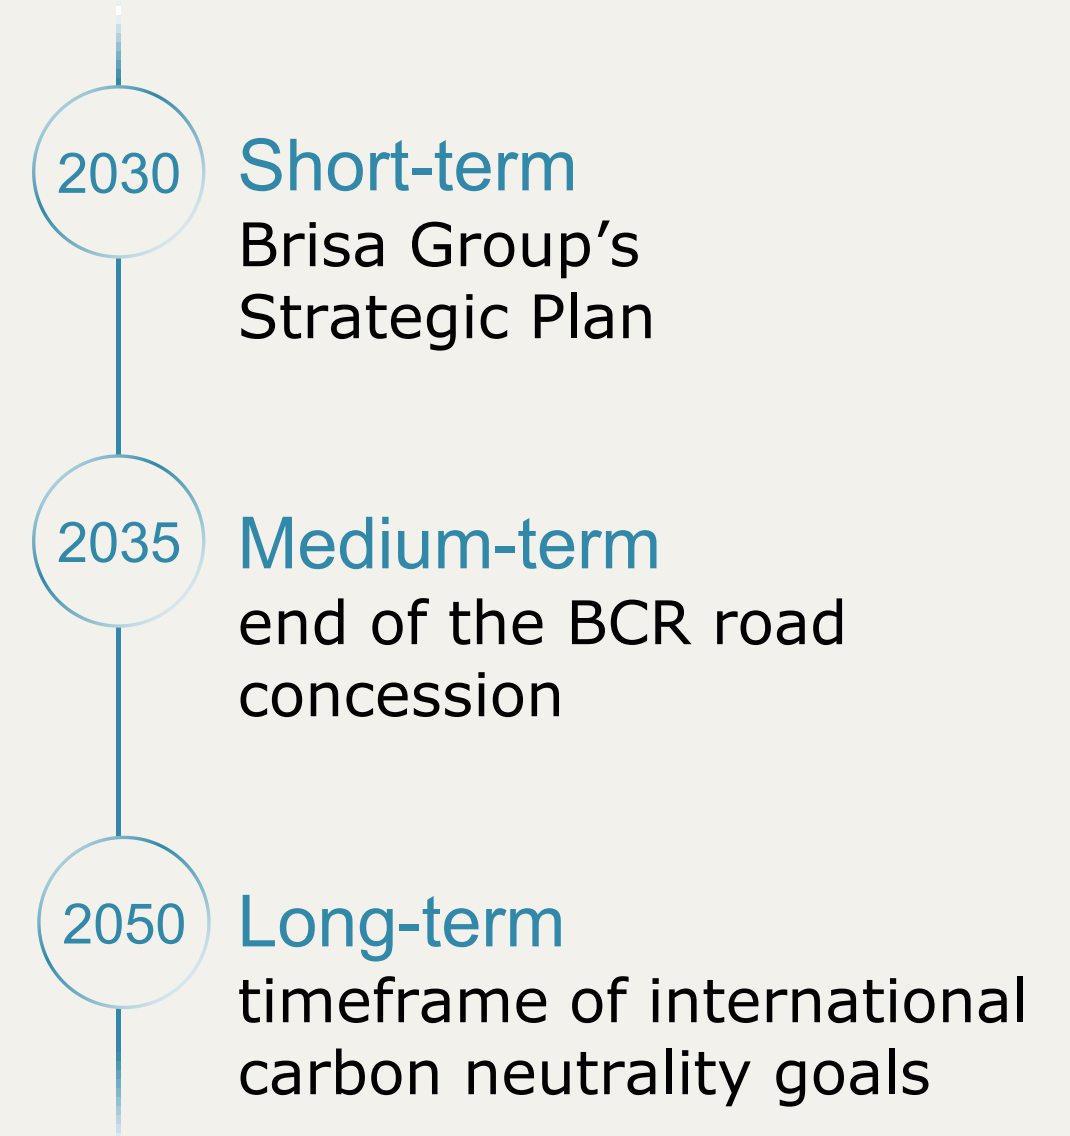 2030
Short-term
Brisa Group’s
Strategic Plan
2035
Medium-term
end of the BCR road
concession
2050
Long-term
timeframe of international
carbon neutrality goals